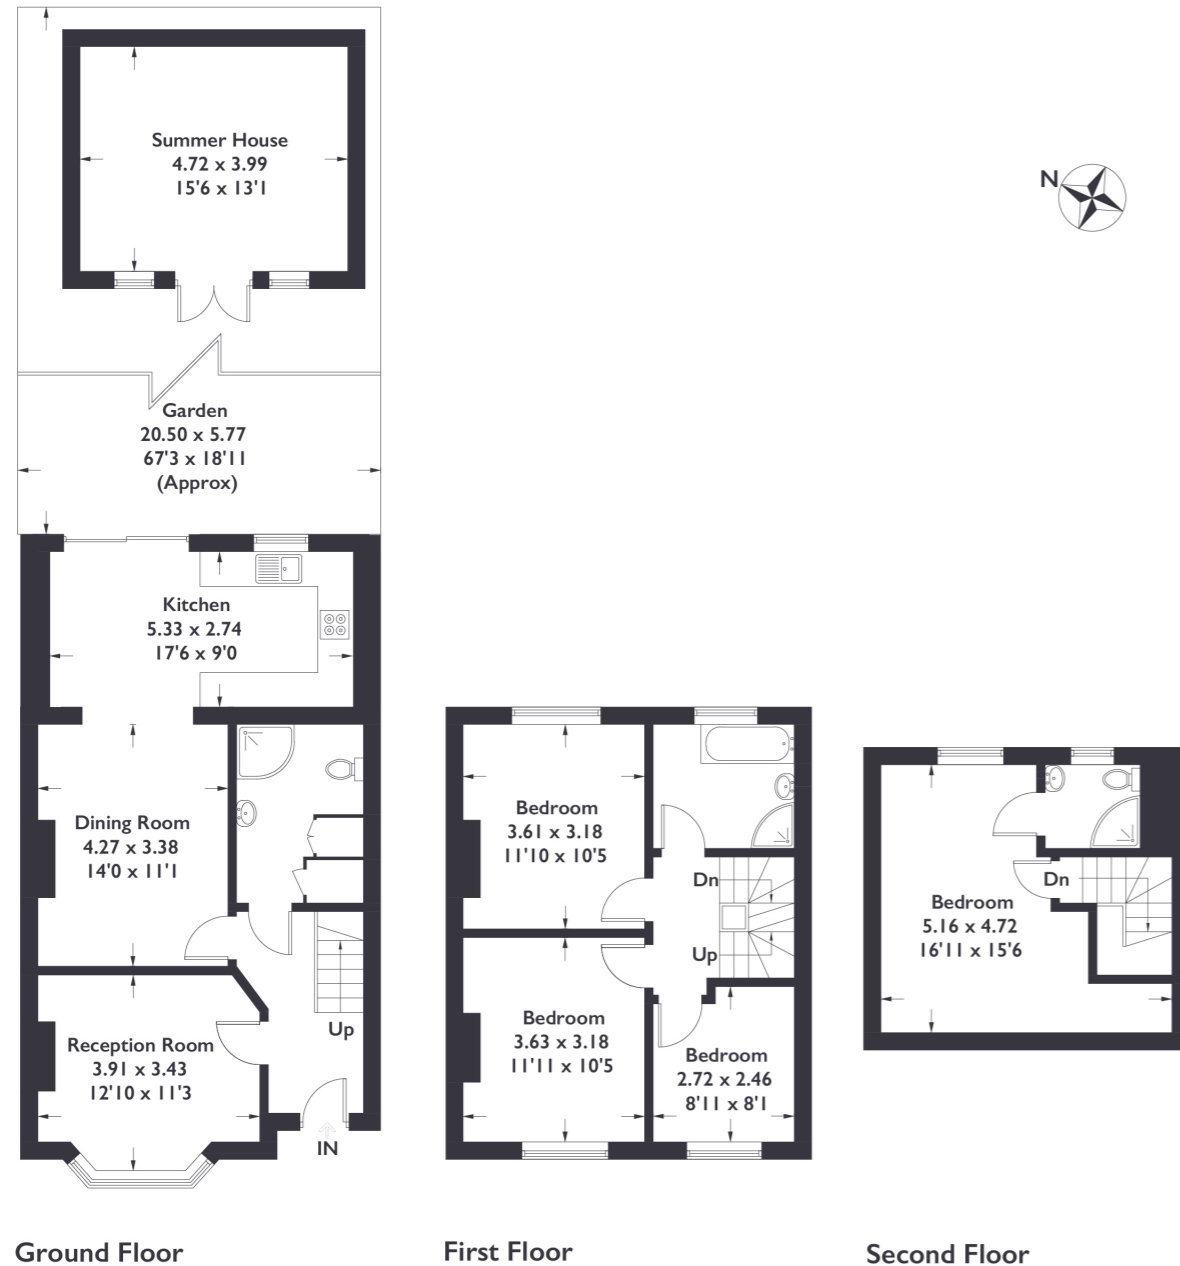 Summer House
4.72 x 3.99
15'6 x 13'1
N
Garden
20.50 x 5.77
67'3 x 18'11
(Approx)
Kitchen
5.33 x 2.74
17'6 x 9'0
Dining Room
4.27 x 3.38
14'0 x 11'1
Reception Room
3.91 x 3.43
12'10 x 11'3
Up
IN
Ground Floor
Bedroom
3.61 x 3.18
11'10 x 10'5
Dn
Up
Bedroom
3.63 x 3.18
11'11 x 10'5
Bedroom
2.72 x 2.46
8'11 x 8'1
First Floor
Dn
Bedroom
5.16 x 4.72
16'11 x 15'6
Second Floor